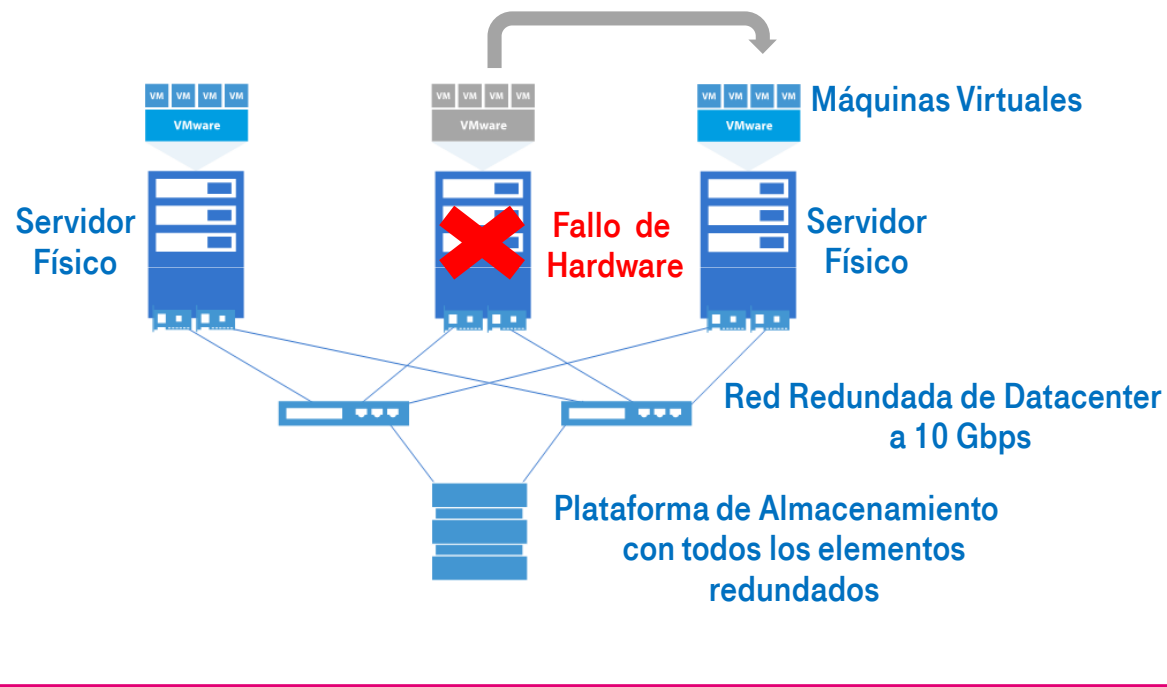 VM VM VM VM
VMware
VM VM VM VM
VMware
VM VM VM VM
VMware
Máquinas Virtuales
Servidor
Físico
Fallo de
Hardware
Servidor
Físico
Red Redundada de Datacenter
a 10 Gbps
Plataforma de Almacenamiento
con todos los elementos
redundados